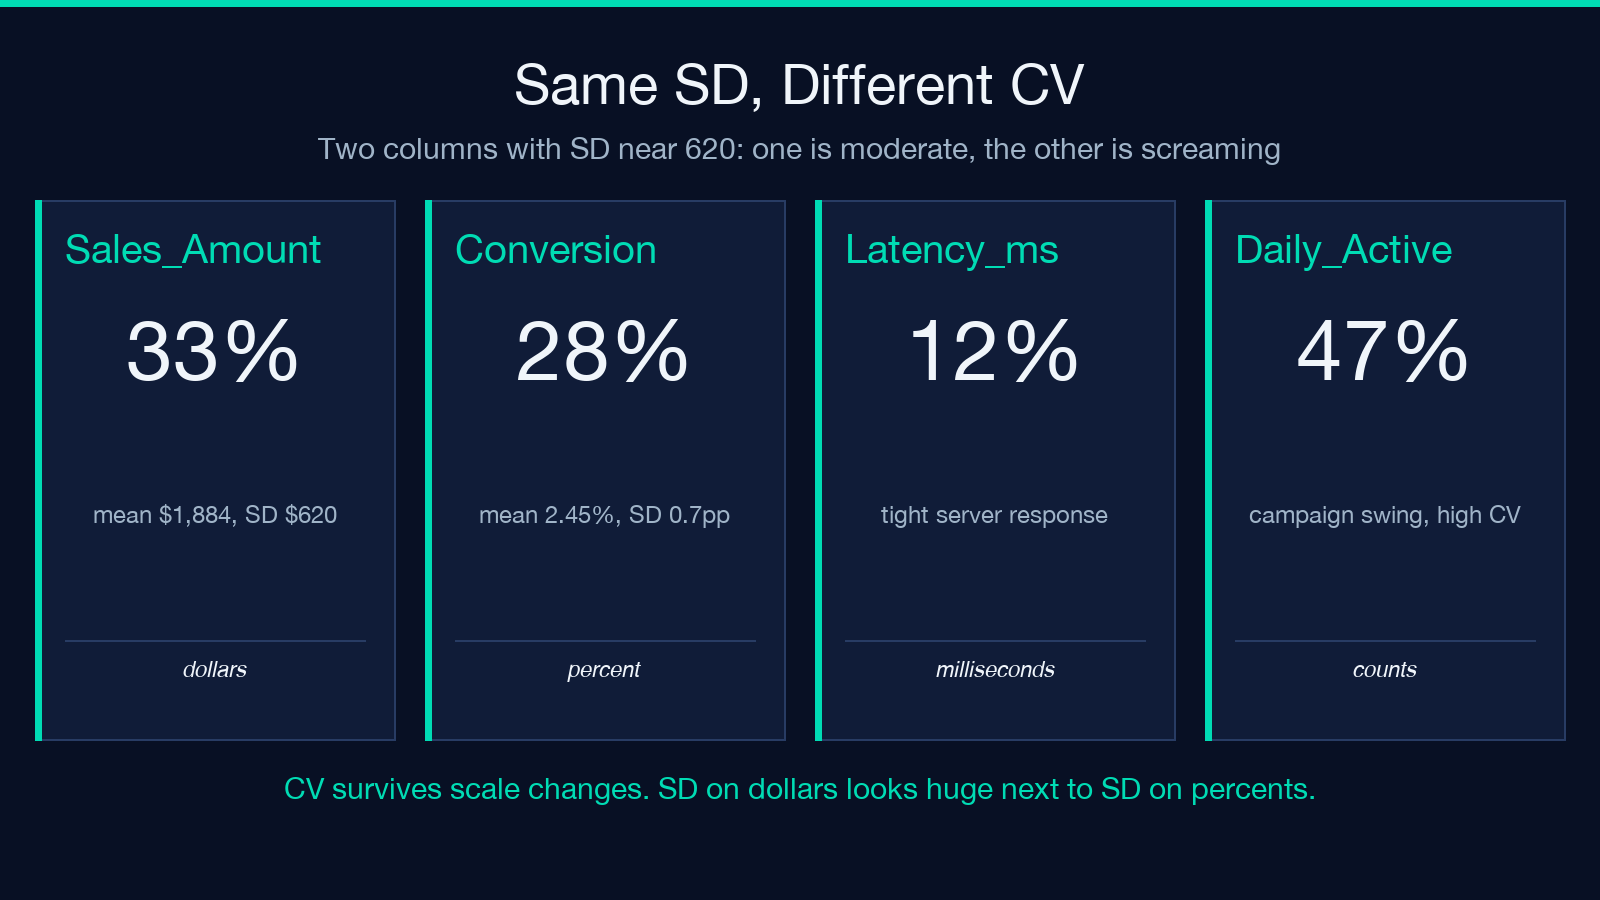 Same SD, Different CV
Two columns with SD near 620: one is moderate, the other is screaming
Sales_Amount
33%
mean $1,884, SD $620
dollars
Conversion
28%
mean 2.45%, SD 0.7pp
percent
Latency_ms
12%
tight server response
milliseconds
Daily_Active
47%
campaign swing, high CV
counts
CV survives scale changes. SD on dollars looks huge next to SD on percents.